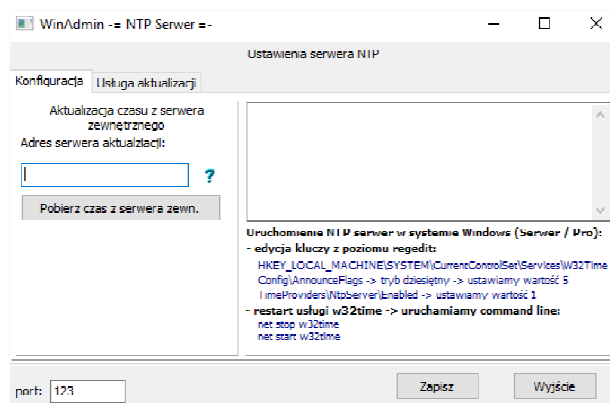 WinAdmin -= NTP Serwer =-
Ustawienia serwera NTP
Konfiguracja
Usługa aktualizacji
Aktualizacja czasu z serwera
zewnętrznego
Adres serwera aktualziacji:
?
Pobierz czas z serwera zewn.
Uruchomienie NTP serwer w systemie Windows (Serwer / Pro):
- edycja kluczy z poziomu regedit:
HKEY_LOCAL_MACHINE\SYSTEM\CurrentControlSet\Services\W32Time
Config\AnnounceFlags -> tryb dziesiętny -> ustawiamy wartość 5
TimeProviders\NtpServer\Enabled -> ustawiamy wartość 1
- restart usługi w32time -> uruchamiamy command line:
net stop w32time
net start w32time
port: 123
Zapisz
Wyjście